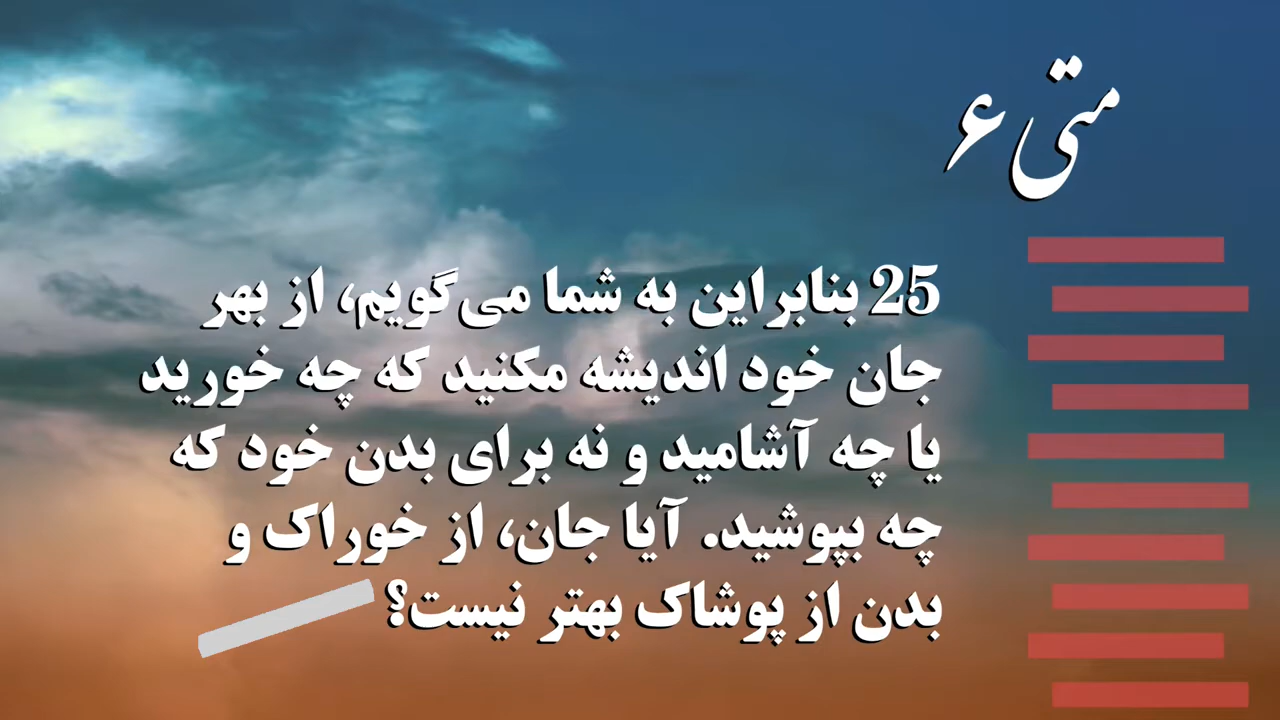 متی ۶
25 بنابراین به شما می‌گویم، از بهر
جان خود اندیشه مکنید که چه خورید
یا چه آشامید و نه برای بدن خود که
چه بپوشید. آیا جان، از خوراک و
بدن از پوشاک بهتر نیست؟